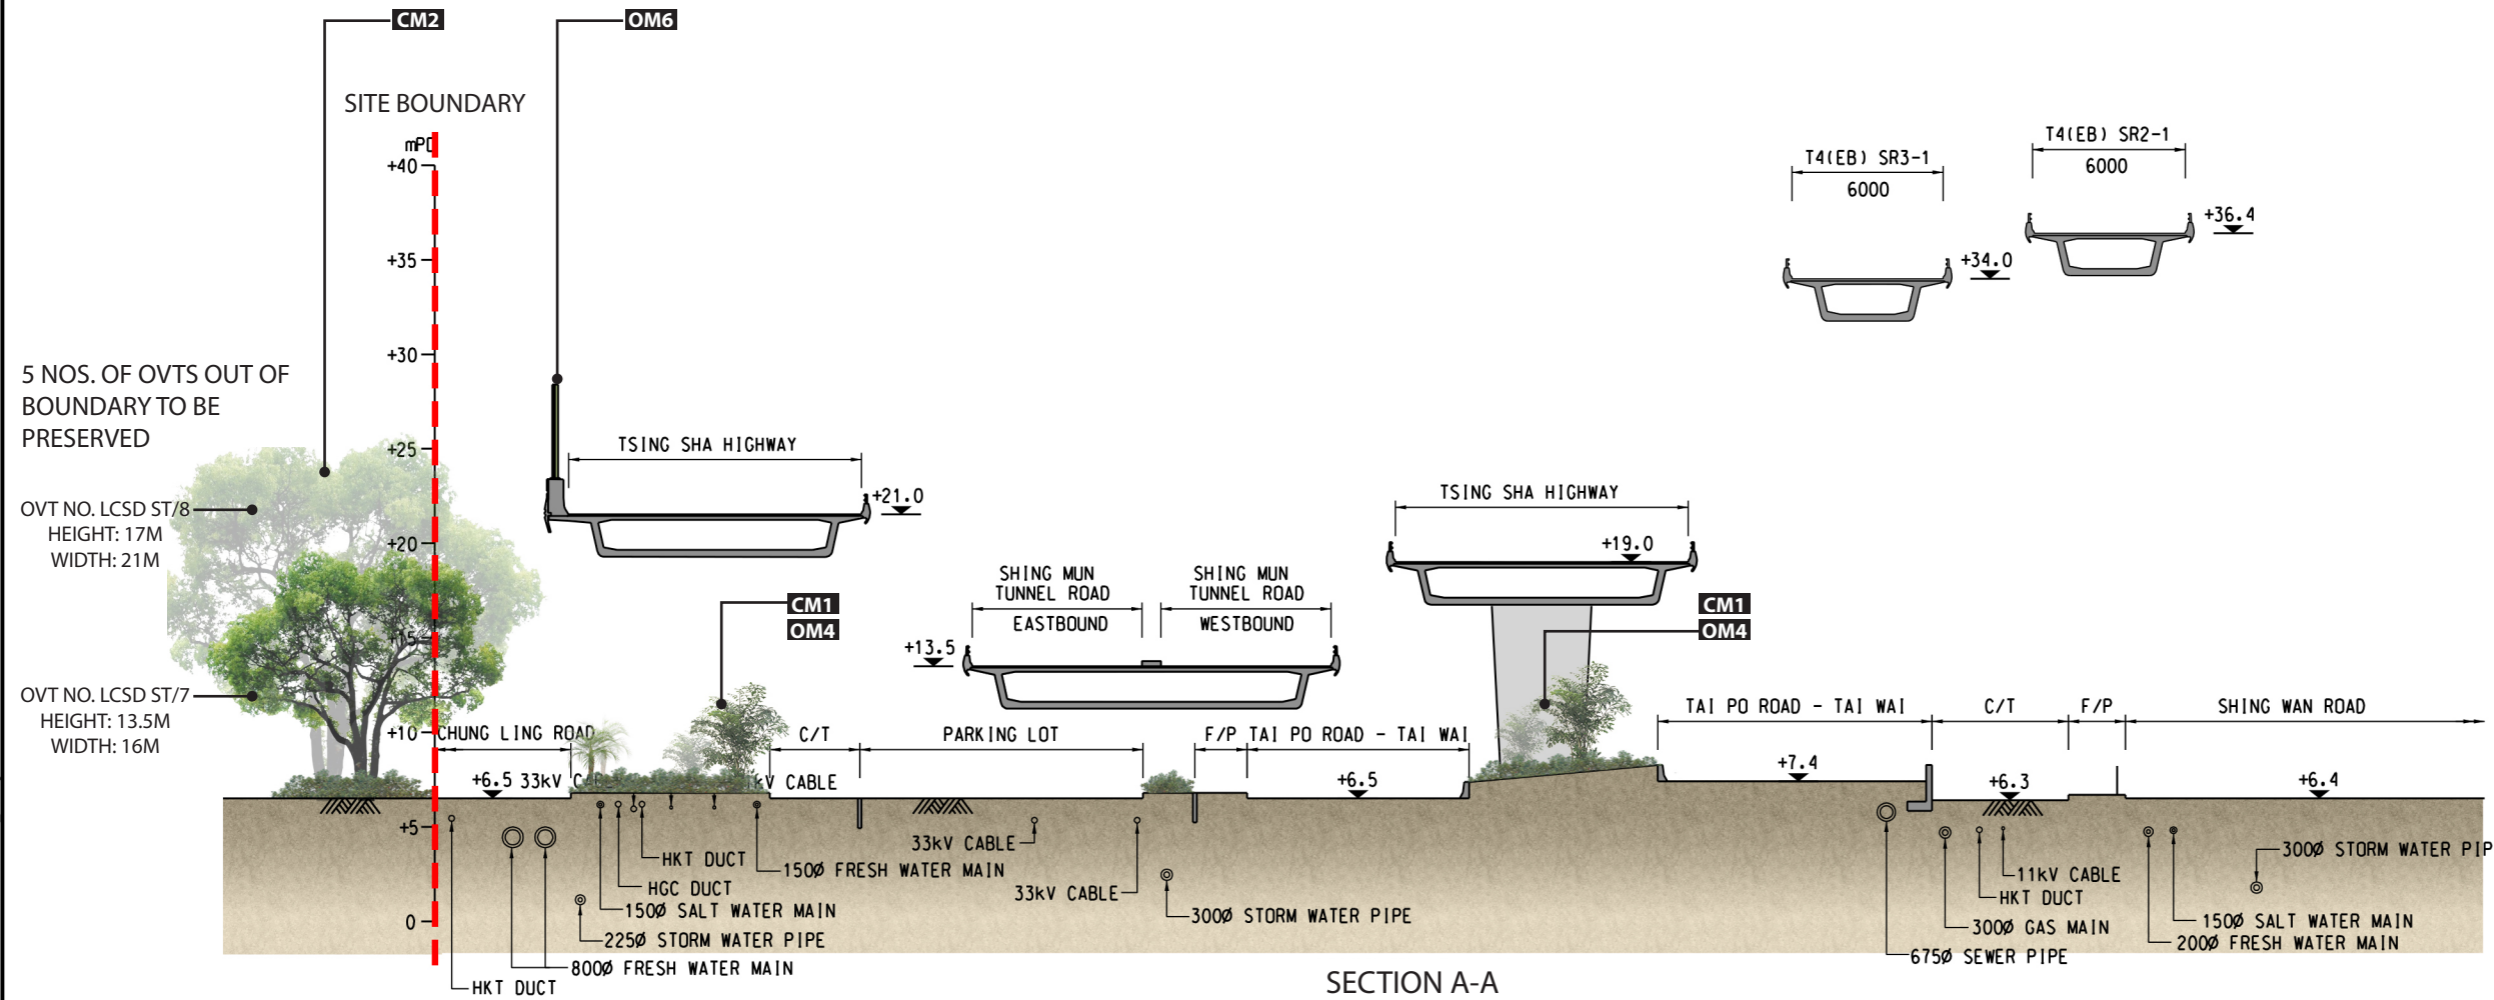 CM2
OM6
SITE BOUNDARY
mPD
+40
+35
+30
+25
+20
+15
+10
+5
0
5 NOS. OF OVTS OUT OF
BOUNDARY TO BE
PRESERVED
OVT NO. LCSD ST/8
HEIGHT: 17M
WIDTH: 21M
OVT NO. LCSD ST/7
HEIGHT: 13.5M
WIDTH: 16M
TSING SHA HIGHWAY
+21.0
CM1
OM4
SHING MUN
TUNNEL ROAD
EASTBOUND
SHING MUN
TUNNEL ROAD
WESTBOUND
+13.5
TSING SHA HIGHWAY
+19.0
CM1
OM4
T4(EB) SR3-1
6000
+34.0
T4(EB) SR2-1
6000
+36.4
CHUNG LING ROAD
C/T
PARKING LOT
F/P
TAI PO ROAD - TAI WAI
TAI PO ROAD - TAI WAI
C/T
F/P
SHING WAN ROAD
+6.5
33kV C
kV CABLE
+6.5
+7.4
+6.3
+6.4
HKT DUCT
HGC DUCT
150Ø SALT WATER MAIN
225Ø STORM WATER PIPE
800Ø FRESH WATER MAIN
HKT DUCT
150Ø FRESH WATER MAIN
33kV CABLE
33kV CABLE
300Ø STORM WATER PIPE
11kV CABLE
HKT DUCT
300Ø GAS MAIN
675Ø SEWER PIPE
300Ø STORM WATER PIP
150Ø SALT WATER MAIN
200Ø FRESH WATER MAIN
SECTION A-A